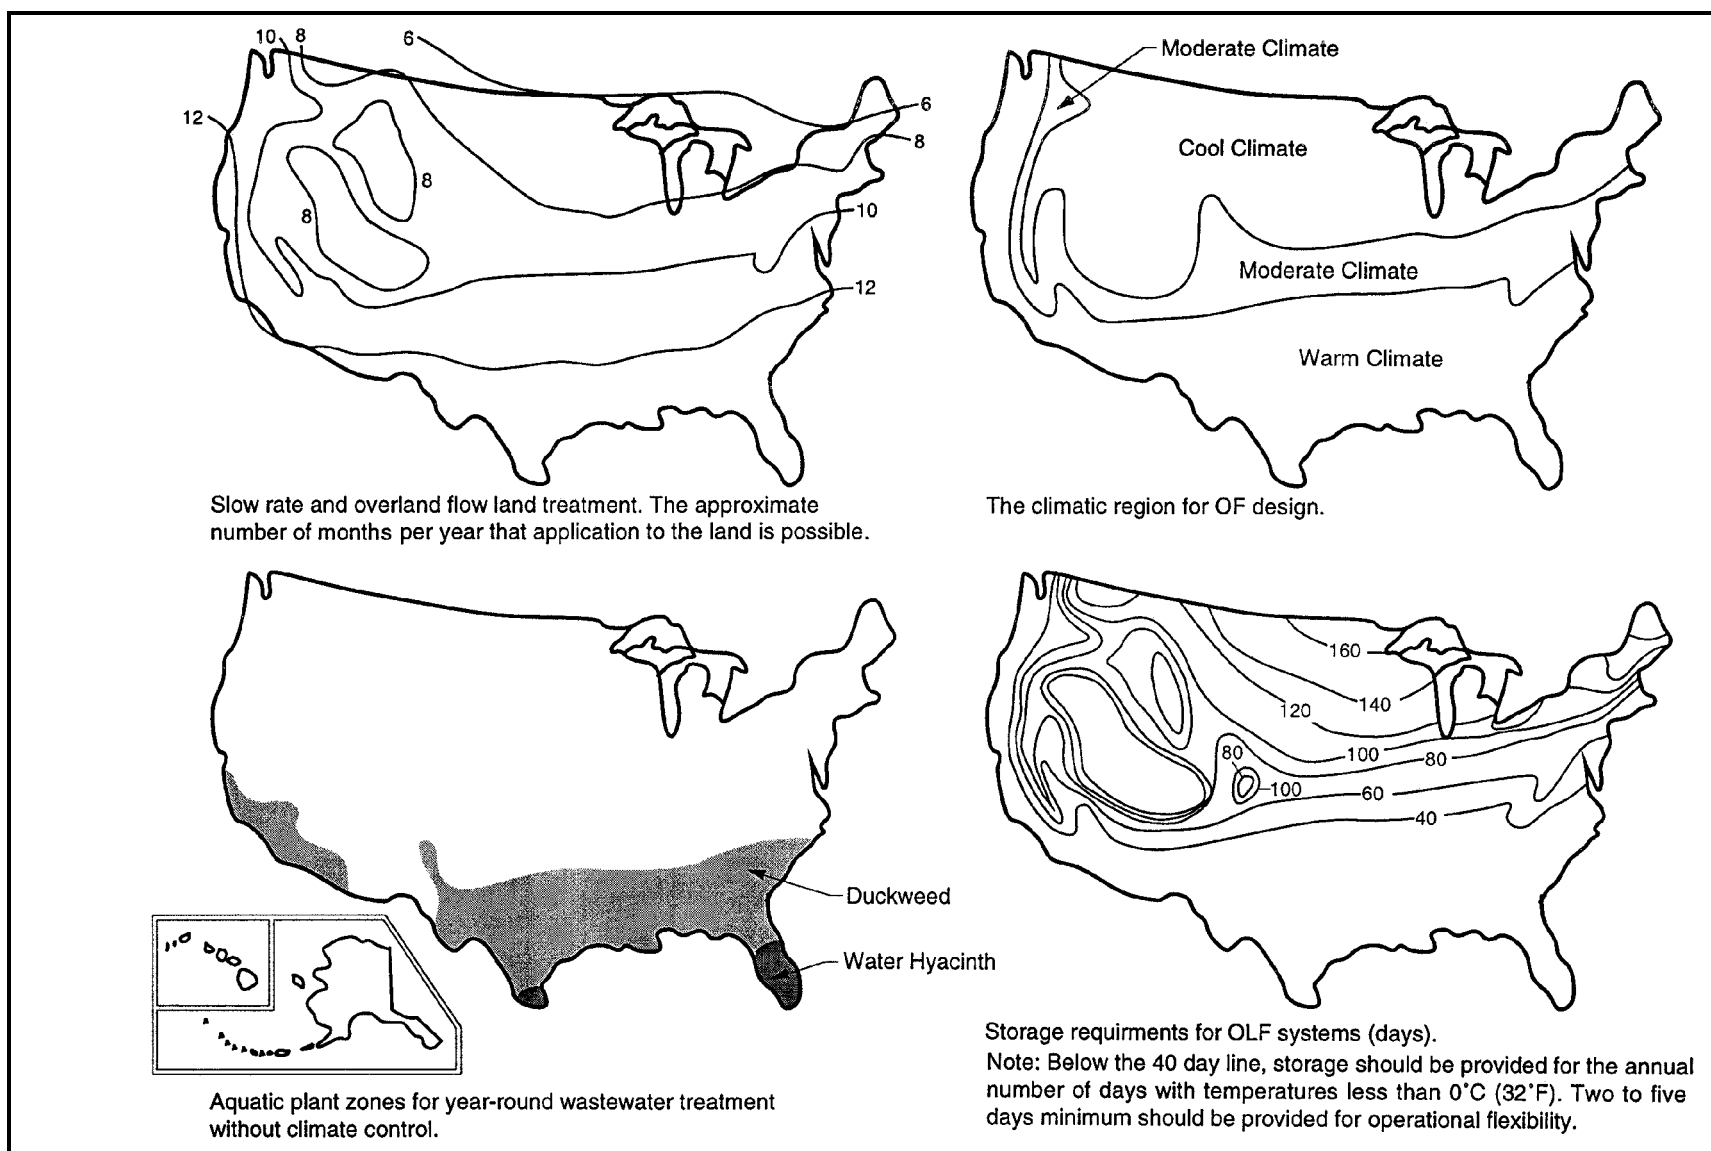 10 8
6
12
6
8
8
8
10
12
Slow rate and overland flow land treatment. The approximate
number of months per year that application to the land is possible.
Moderate Climate
Cool Climate
Moderate Climate
Warm Climate
The climatic region for OF design.
Duckweed
Water Hyacinth
Aquatic plant zones for year-round wastewater treatment
without climate control.
160
140
120
100
80
80
100
60
40
Storage requirments for OLF systems (days).
Note: Below the 40 day line, storage should be provided for the annual
number of days with temperatures less than 0°C (32°F). Two to five
days minimum should be provided for operational flexibility.